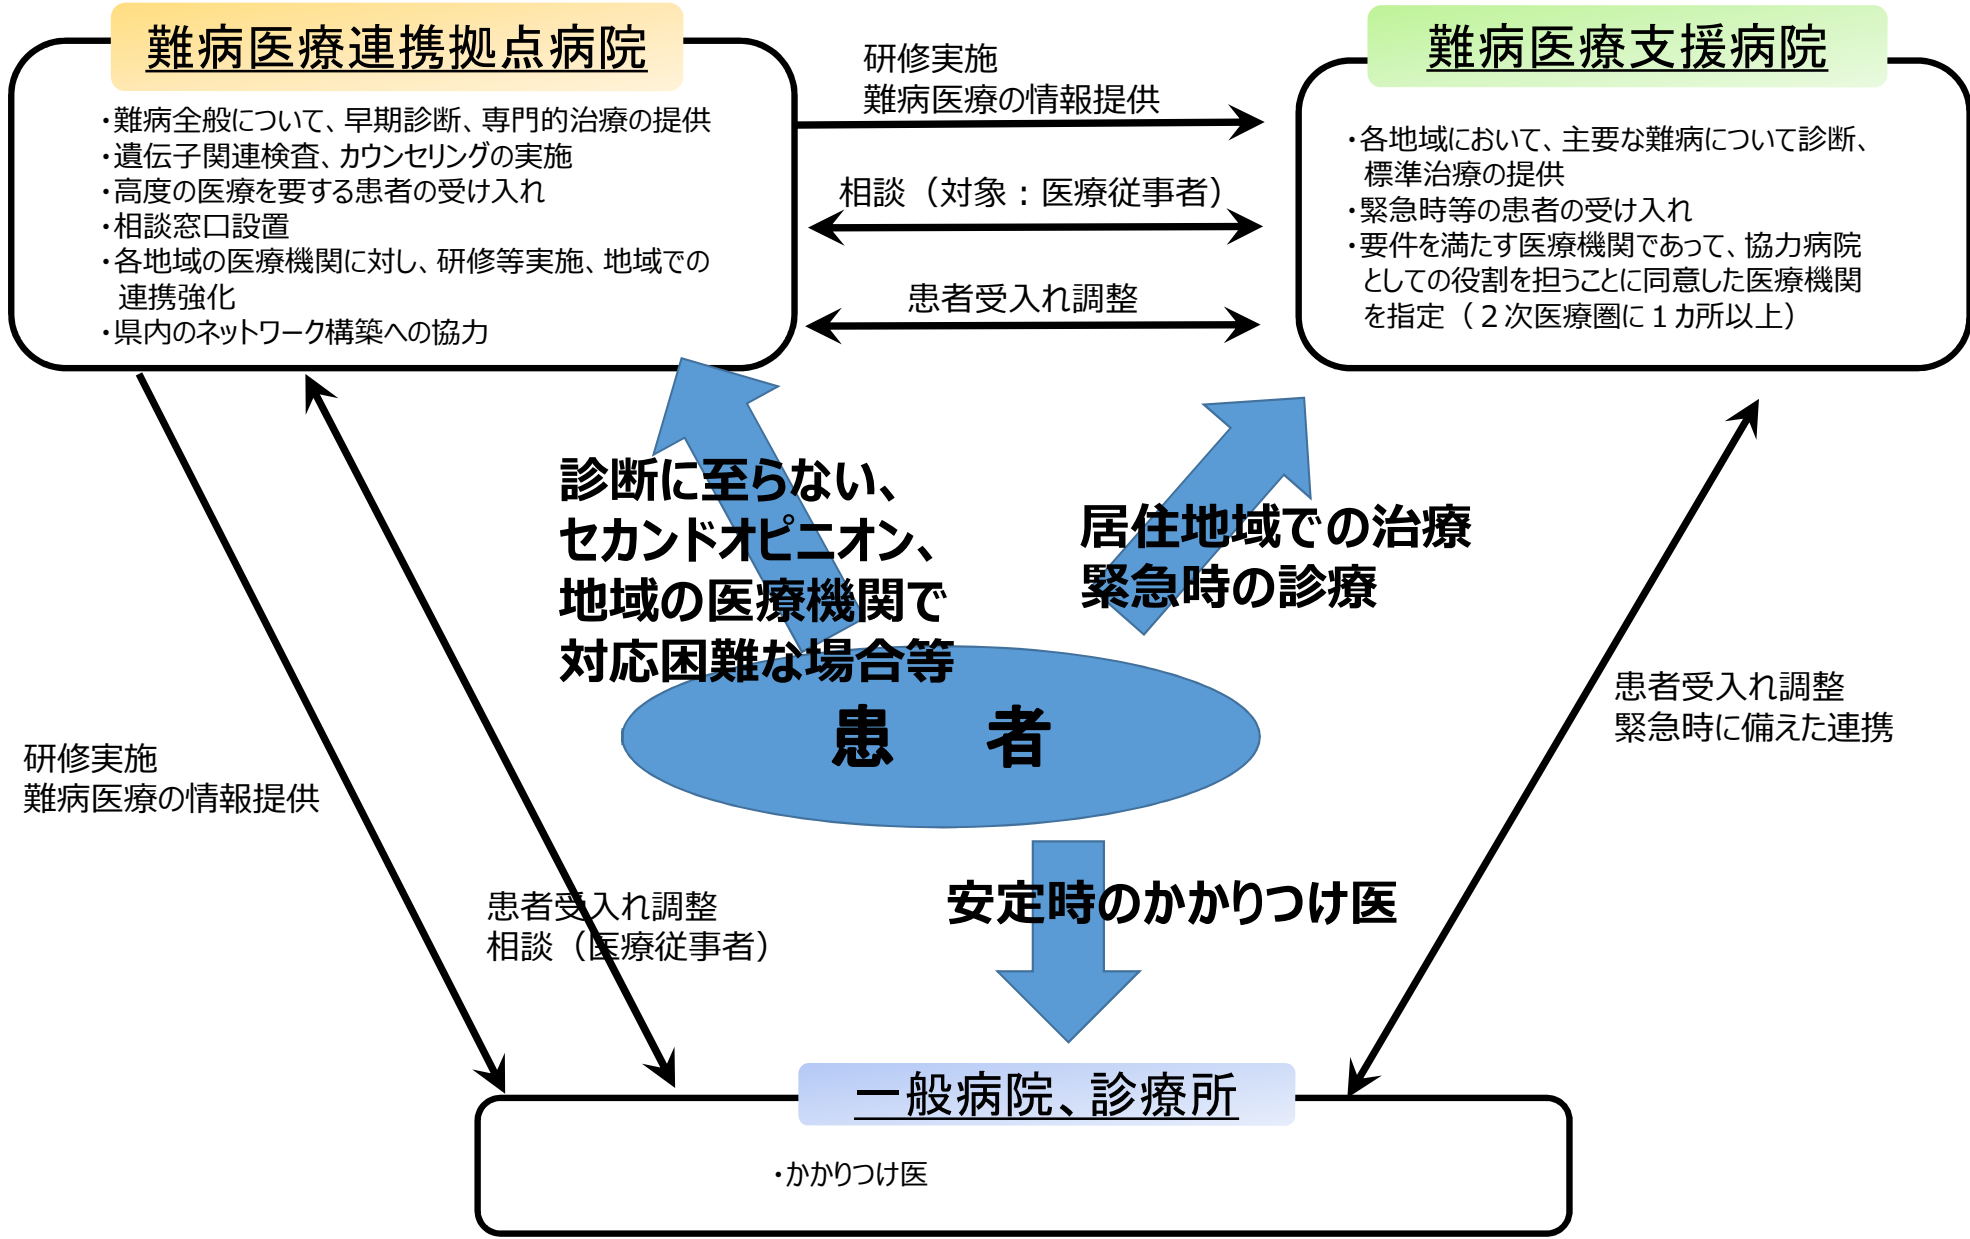 難病医療連携拠点病院
・難病全般について、早期診断、専門的治療の提供
・遺伝子関連検査、カウンセリングの実施
・高度の医療を要する患者の受け入れ
・相談窓口設置
・各地域の医療機関に対し、研修等実施、地域での
連携強化
・県内のネットワーク構築への協力
研修実施
難病医療の情報提供
相談（対象：医療従事者）
患者受入れ調整
難病医療支援病院
・各地域において、主要な難病について診断、
標準治療の提供
・緊急時等の患者の受け入れ
・要件を満たす医療機関であって、協力病院
としての役割を担うことに同意した医療機関
を指定（２次医療圏に１カ所以上）
診断に至らない、
セカンドオピニオン、
地域の医療機関で
対応困難な場合等
居住地域での治療
緊急時の診療
患　者
患者受入れ調整
緊急時に備えた連携
研修実施
難病医療の情報提供
患者受入れ調整
相談（医療従事者）
安定時のかかりつけ医
一般病院、診療所
・かかりつけ医